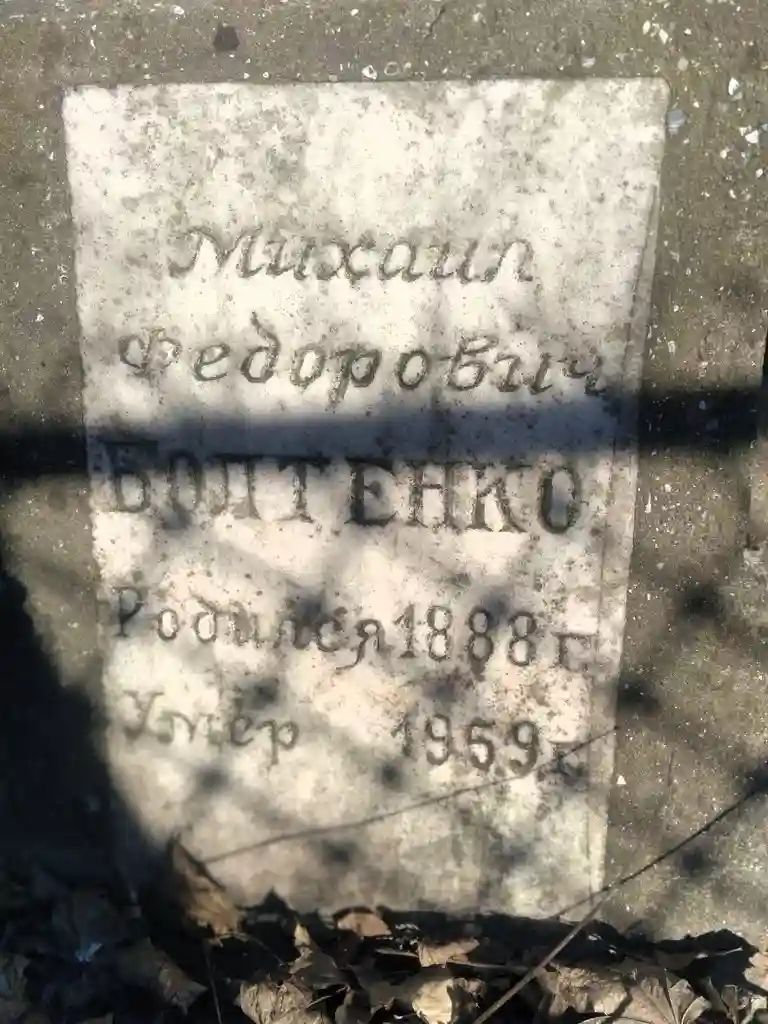 Михаил
Федорович
БОЛТЕНКО
Родился 1888 г.
Умер 1959 г.